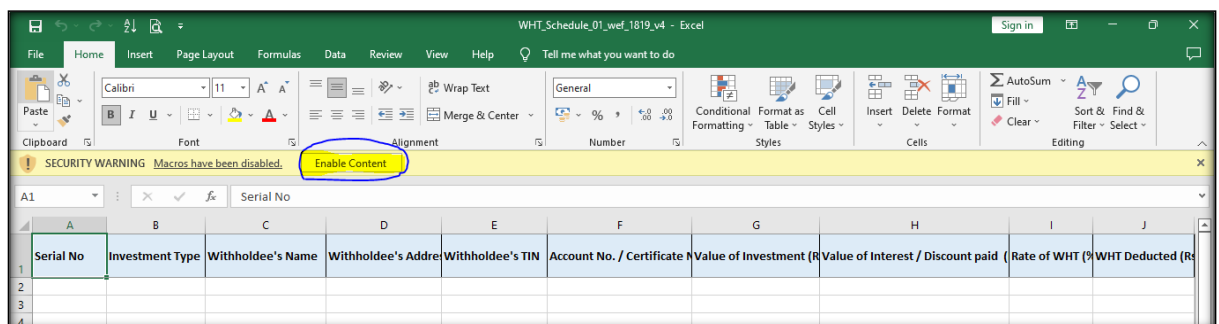 WHT_Schedule_01_wef_1819_v4 - Excel Sign in
File Home Insert Page Layout Formulas Data Review View Help Tell me what you want to do
Paste Calibri 11 A^ A˅ ab Wrap Text General Conditional Formatting Format as Table Cell Styles Insert Delete Format AutoSum Fill Clear Sort & Filter Find & Select
B I U A Merge & Center % , .00
Clipboard Font Alignment Number Styles Cells Editing
SECURITY WARNING Macros have been disabled. Enable Content
A1 fx Serial No
A B C D E F G H I J
1 Serial No Investment Type Withholdee's Name Withholdee's Addre Withholdee's TIN Account No. / Certificate N Value of Investment (R Value of Interest / Discount paid ( Rate of WHT (% WHT Deducted (Rs
2
3
4